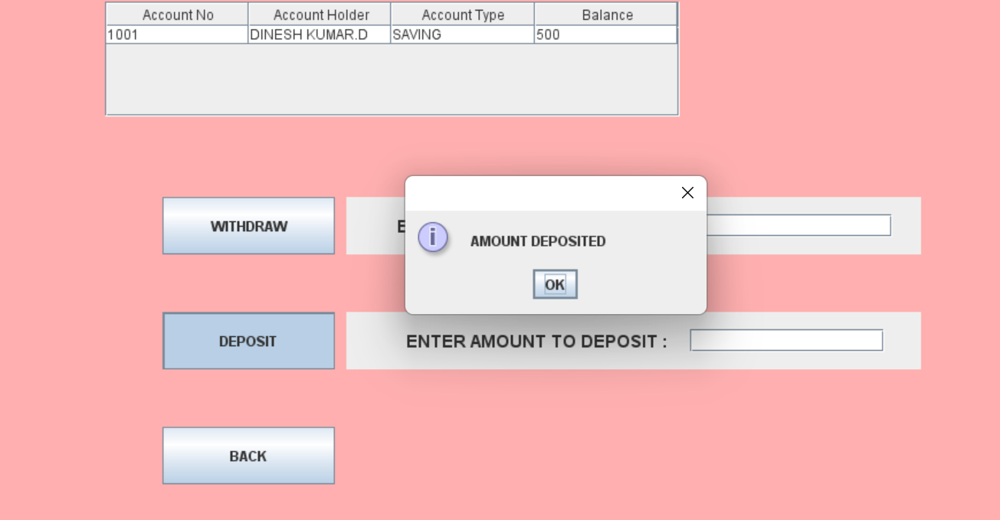 Account No Account Holder Account Type Balance
1001 DINESH KUMAR.D SAVING 500
WITHDRAW
i
AMOUNT DEPOSITED
OK
DEPOSIT ENTER AMOUNT TO DEPOSIT :
BACK